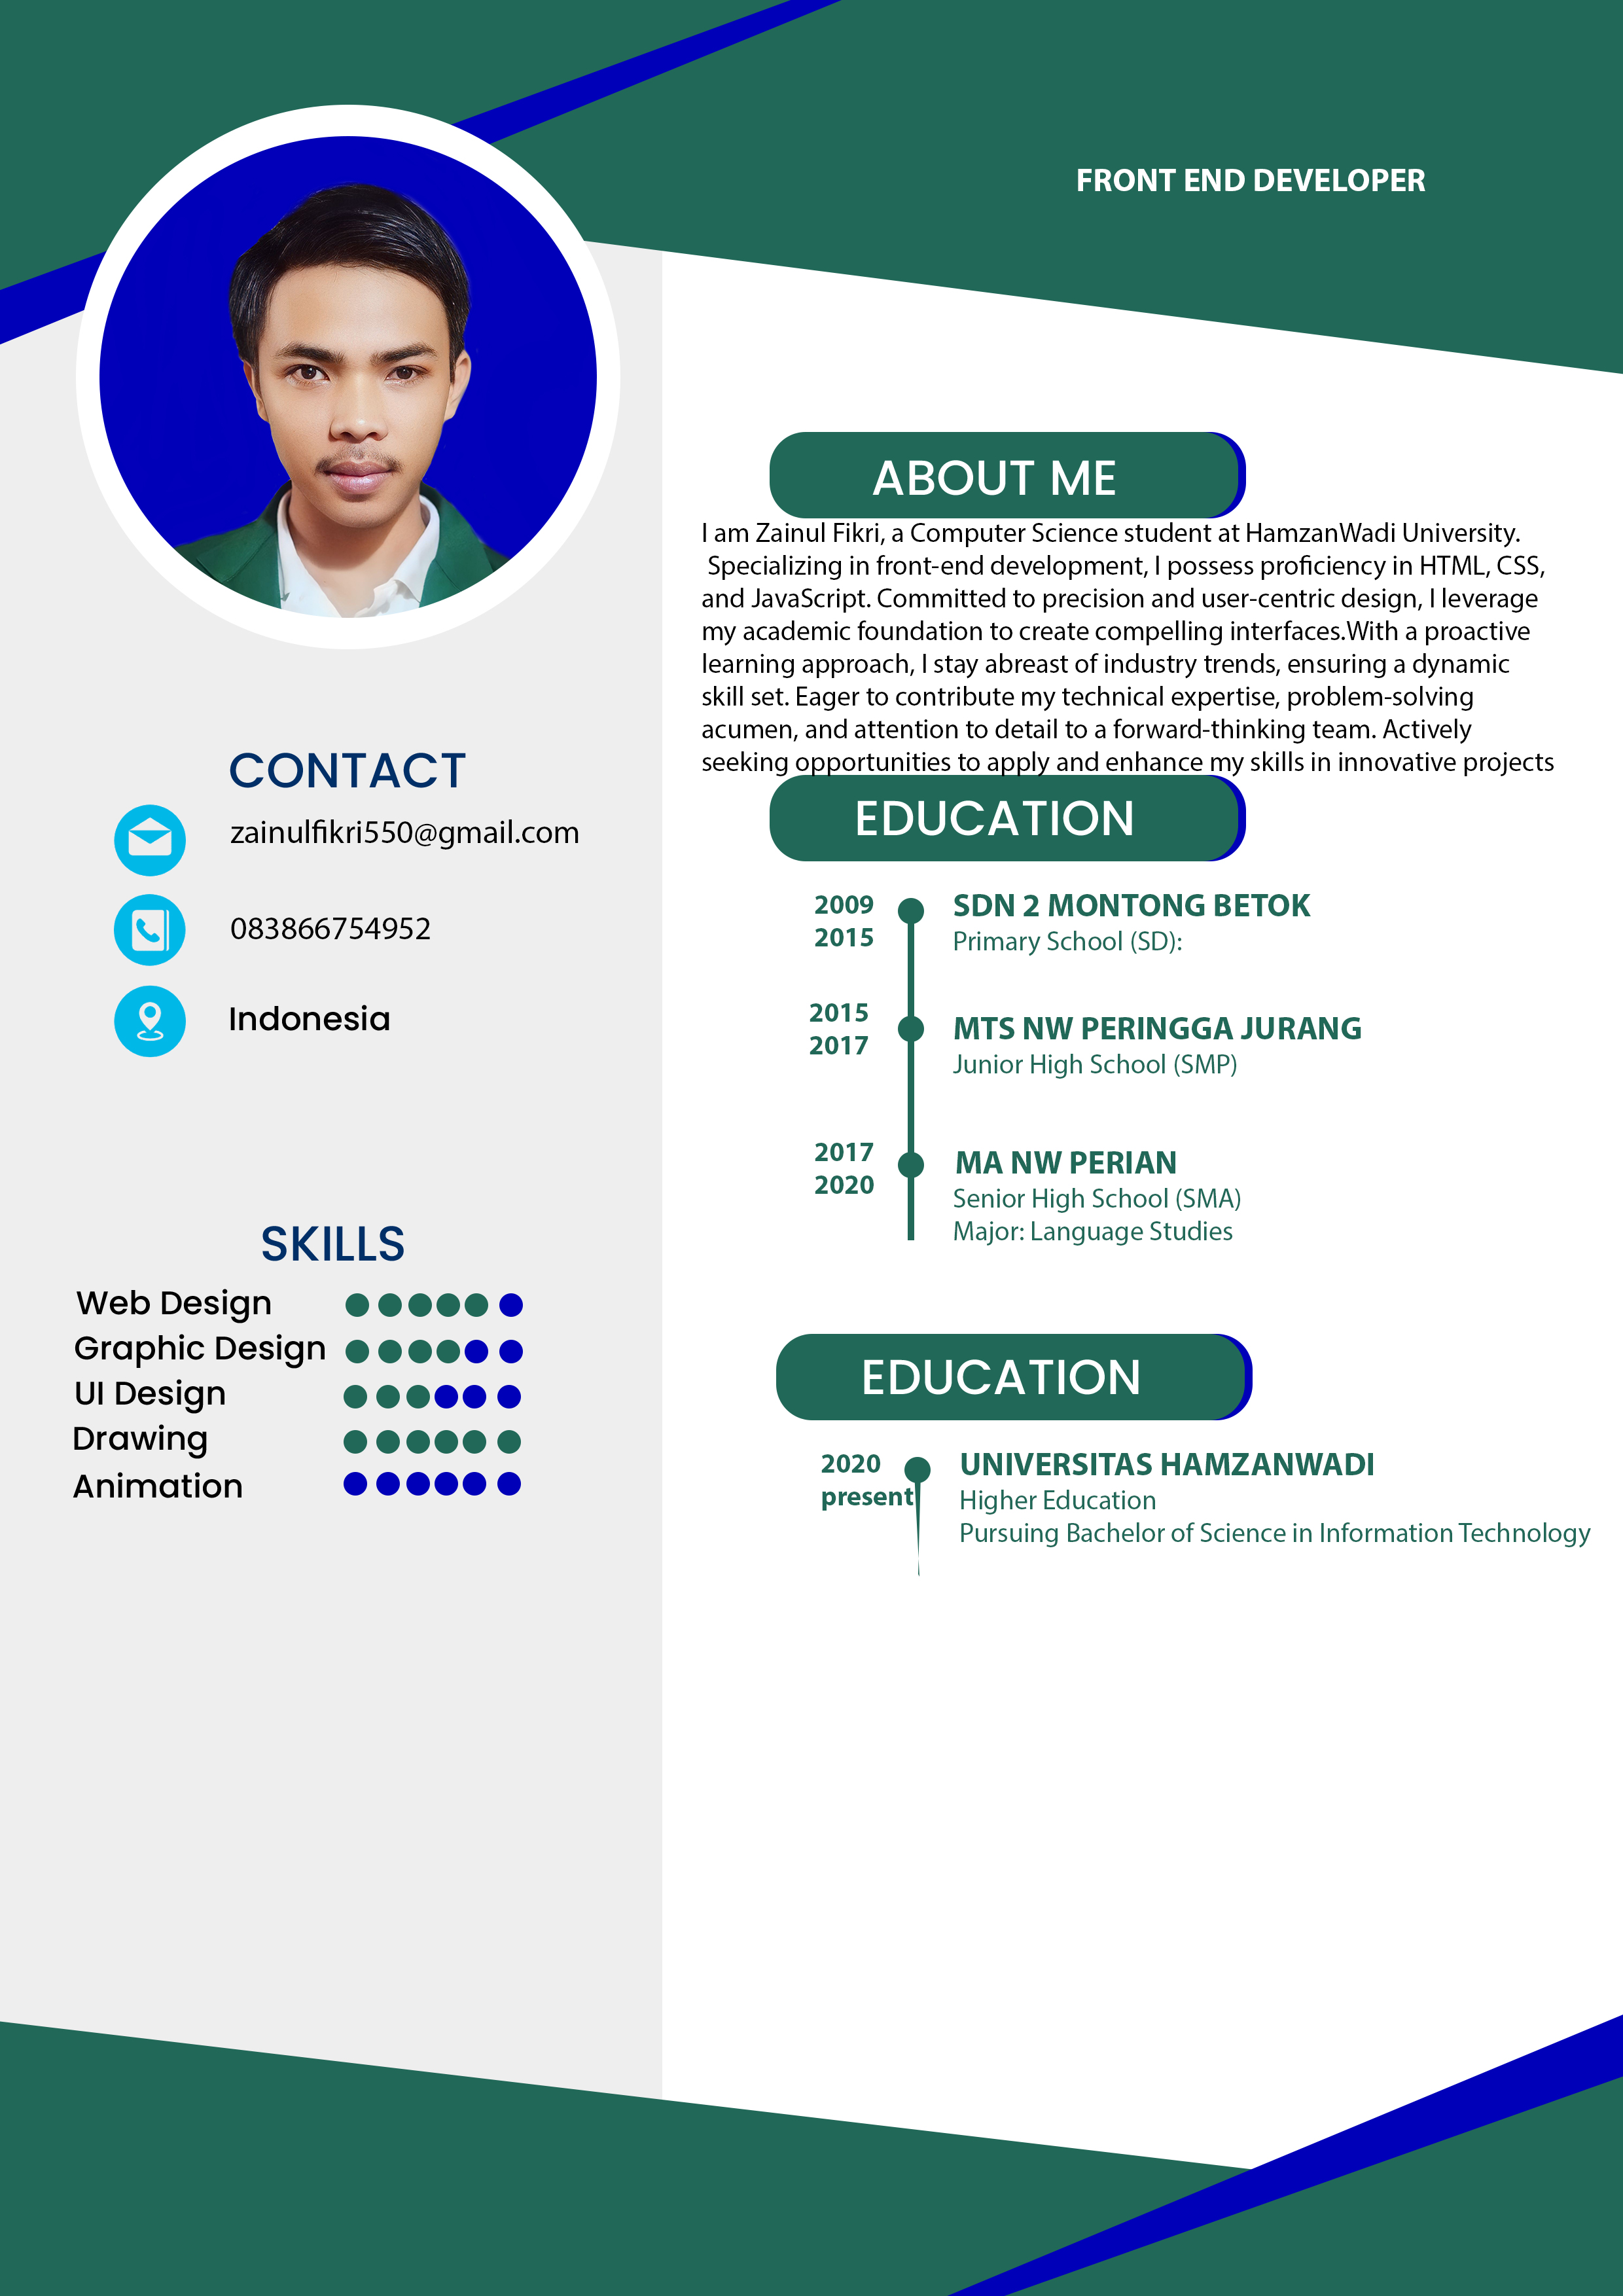 FRONT END DEVELOPER
ABOUT ME
I am Zainul Fikri, a Computer Science student at HamzanWadi University.
Specializing in front-end development, I possess proficiency in HTML, CSS,
and JavaScript. Committed to precision and user-centric design, I leverage
my academic foundation to create compelling interfaces.With a proactive
learning approach, I stay abreast of industry trends, ensuring a dynamic
skill set. Eager to contribute my technical expertise, problem-solving
acumen, and attention to detail to a forward-thinking team. Actively
seeking opportunities to apply and enhance my skills in innovative projects
CONTACT
zainulfikri550@gmail.com
083866754952
Indonesia
SKILLS
Web Design
Graphic Design
UI Design
Drawing
Animation
EDUCATION
2009
2015
SDN 2 MONTONG BETOK
Primary School (SD):
2015
2017
MTS NW PERINGGA JURANG
Junior High School (SMP)
2017
2020
MA NW PERIAN
Senior High School (SMA)
Major: Language Studies
EDUCATION
2020
present
UNIVERSITAS HAMZANWADI
Higher Education
Pursuing Bachelor of Science in Information Technology